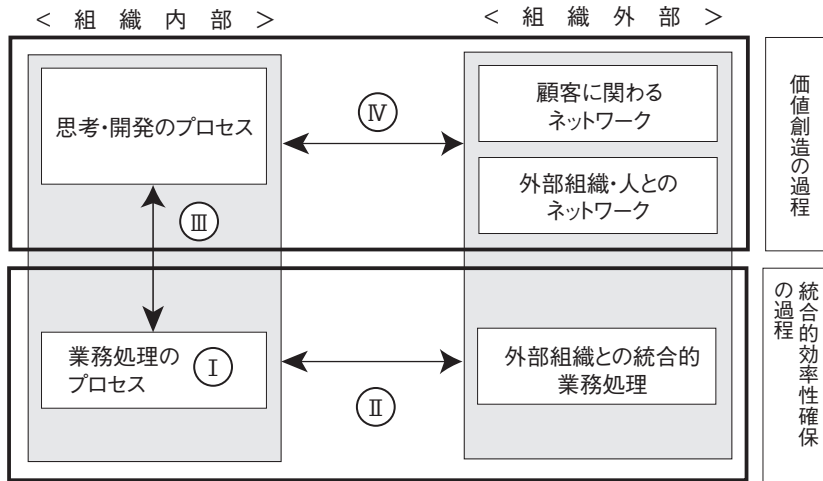 ＜ 組 織 内 部 ＞
＜ 組 織 外 部 ＞
思考・開発のプロセス
Ⅳ
顧客に関わる
ネットワーク
外部組織・人との
ネットワーク
価値創造の過程
Ⅲ
業務処理の
プロセス
Ⅰ
Ⅱ
外部組織との統合的
業務処理
統合的効率性確保
の過程